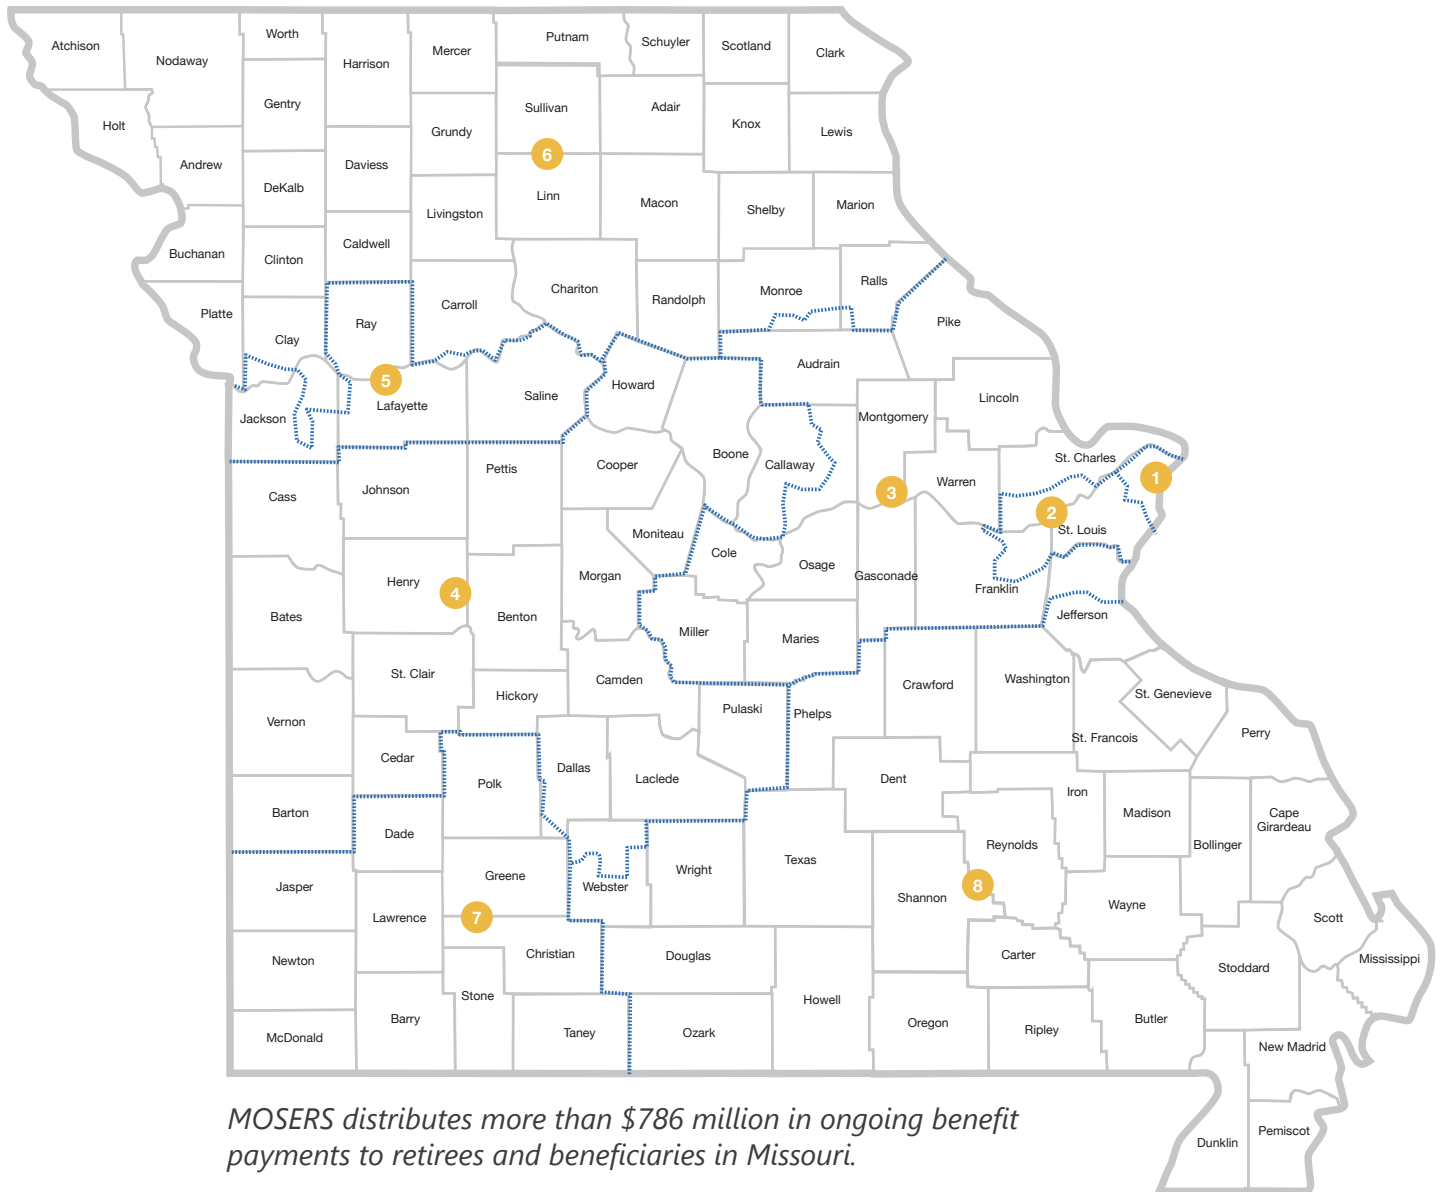 Atchison
Nodaway
Worth
Harrison
Mercer
Putnam
Schuyler
Scotland
Clark
Holt
Gentry
Sullivan
Adair
Knox
Lewis
Grundy
Andrew
Daviess
6
DeKalb
Linn
Macon
Shelby
Marion
Livingston
Buchanan
Clinton
Caldwell
Chariton
Carroll
Randolph
Monroe
Ralls
Platte
Clay
Ray
Pike
Audrain
5
Jackson
Lafayette
Saline
Howard
Lincoln
Montgomery
Boone
Callaway
St. Charles
Pettis
Cooper
1
Cass
Johnson
3
Warren
2
St. Louis
Moniteau
Cole
Osage
Gasconade
Henry
4
Morgan
Franklin
Bates
Benton
Miller
Maries
Jefferson
St. Clair
Hickory
Camden
Crawford
Washington
St. Genevieve
Vernon
Pulaski
Phelps
St. Francois
Perry
Cedar
Polk
Dallas
Laclede
Dent
Iron
Barton
Dade
Madison
Cape
Girardeau
Texas
Reynolds
Bollinger
Jasper
Greene
Webster
Wright
8
Shannon
Wayne
Lawrence
7
Scott
Newton
Christian
Douglas
Carter
Stoddard
Mississippi
Stone
Howell
McDonald
Barry
Taney
Ozark
Oregon
Ripley
Butler
New Madrid
Dunklin
Pemiscot
MOSERS distributes more than $786 million in ongoing benefit
payments to retirees and beneficiaries in Missouri.